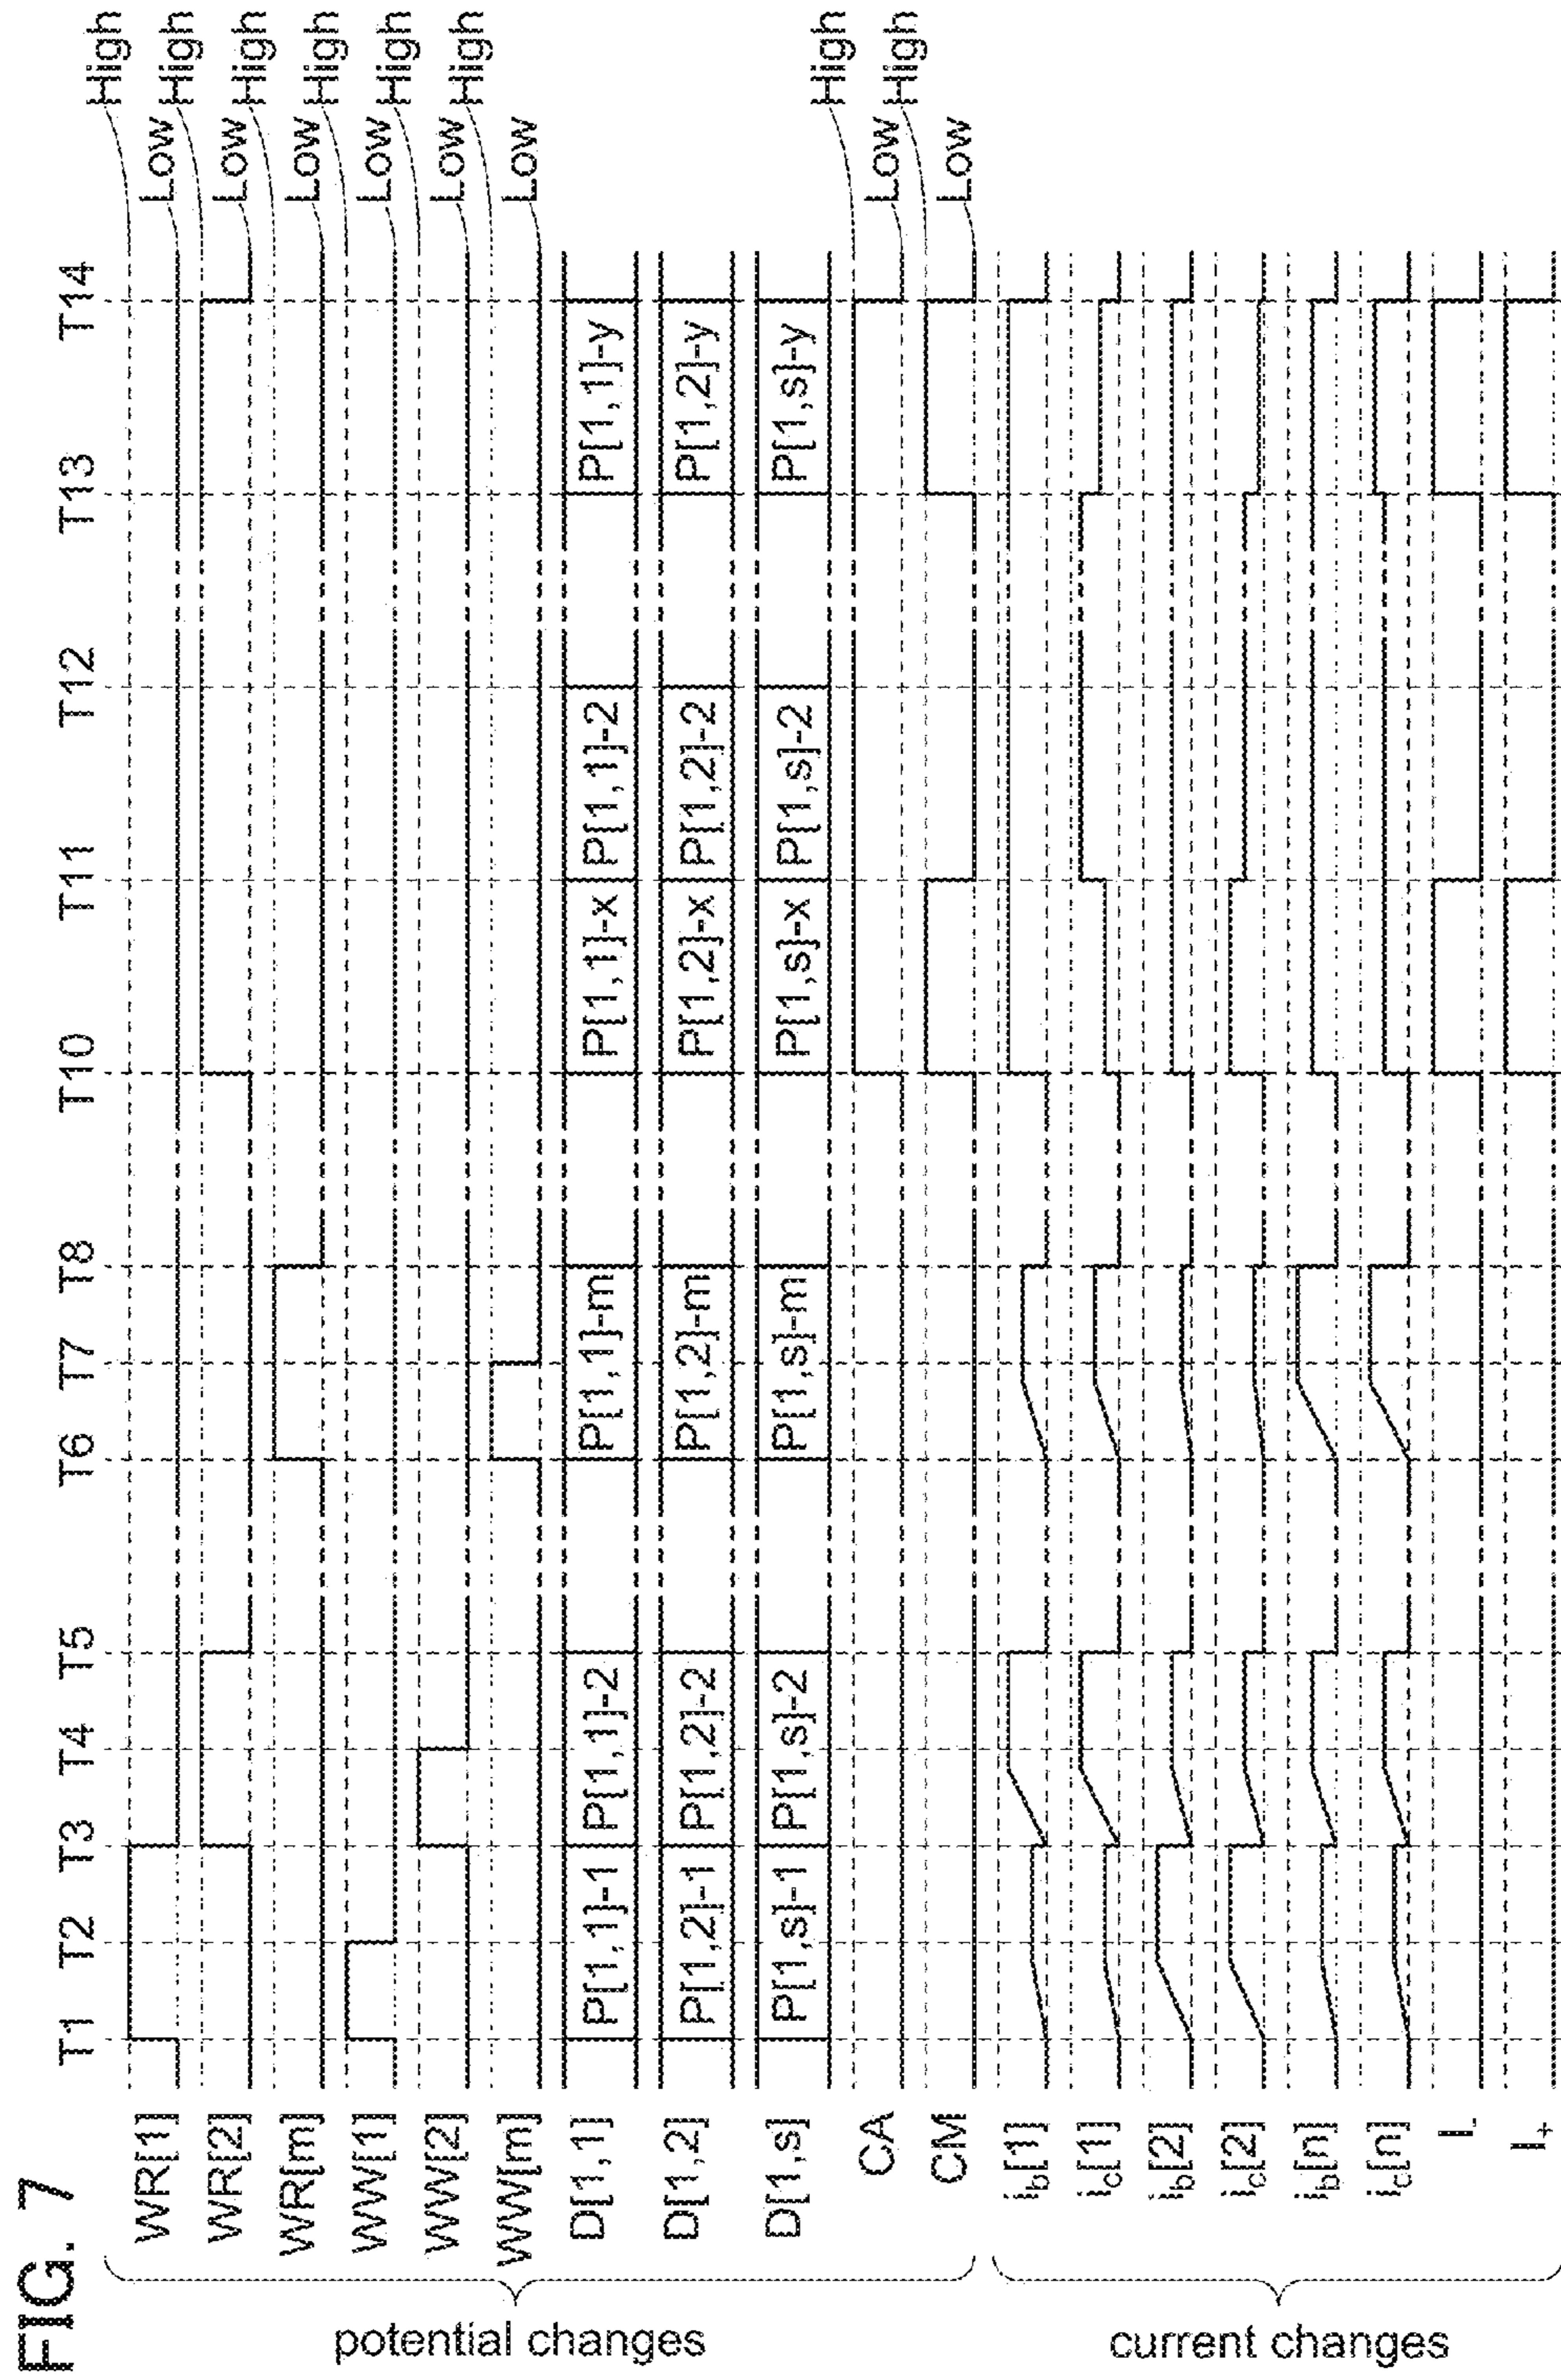 FIG. 7
T1 T2 T3 T4 T5 T6 T7 T8 T10 T11 T12 T13 T14
potential changes
WR[1] High Low
WR[2] High Low
WR[m] High Low
WW[1] High Low
WW[2] High Low
WW[m] High Low
D[1,1] P[1,1]-1 P[1,1]-2 P[1,1]-m P[1,1]-x P[1,1]-2 P[1,1]-y
D[1,2] P[1,2]-1 P[1,2]-2 P[1,2]-m P[1,2]-x P[1,2]-2 P[1,2]-y
D[1,s] P[1,s]-1 P[1,s]-2 P[1,s]-m P[1,s]-x P[1,s]-2 P[1,s]-y
CA High Low
CM High Low
current changes
ib[1]
ic[1]
ib[2]
ic[2]
ib[n]
ic[n]
I-
I+